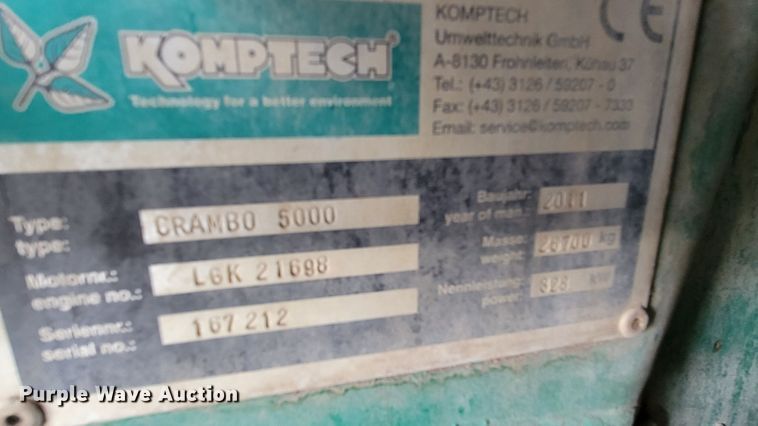 KOMPTECH®
Technology for a better environment
KOMPTECH
Umwelttechnik GmbH
A-8130 Frohnleiten, Kühau 37
Tel.: (+43) 3126 / 59207 - 0
Fax: (+43) 3126 / 59207 - 7333
Email: service@komptech.com
CE
Type:
type: CRAMBO 5000
Motornr.:
engine no.: L6K 21698
Seriennr.:
serial no.: 167 212
Baujahr:
year of man.: 2011
Masse:
weight: kg
Nennleistung:
power: 328 kW
Purple Wave Auction